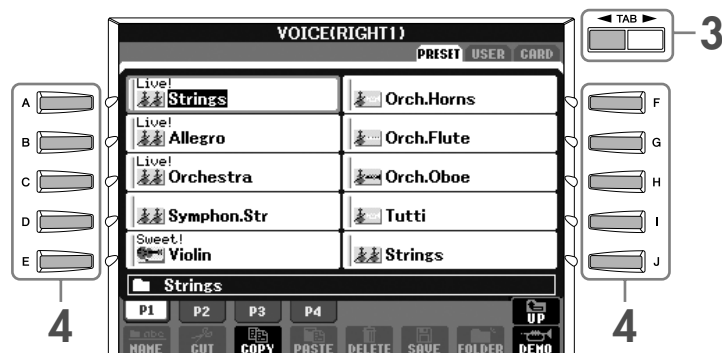 VOICE(RIGHT1)
PRESET USER CARD
◄ TAB ►
3
A
B
C
D
E
4
Live!
Strings
Live!
Allegro
Live!
Orchestra
Symphon.Str
Sweet!
Violin
Orch.Horns
Orch.Flute
Orch.Oboe
Tutti
Strings
F
G
H
I
J
4
Strings
P1 P2 P3 P4 UP
abc
NAME CUT COPY PASTE DELETE SAVE FOLDER DEMO